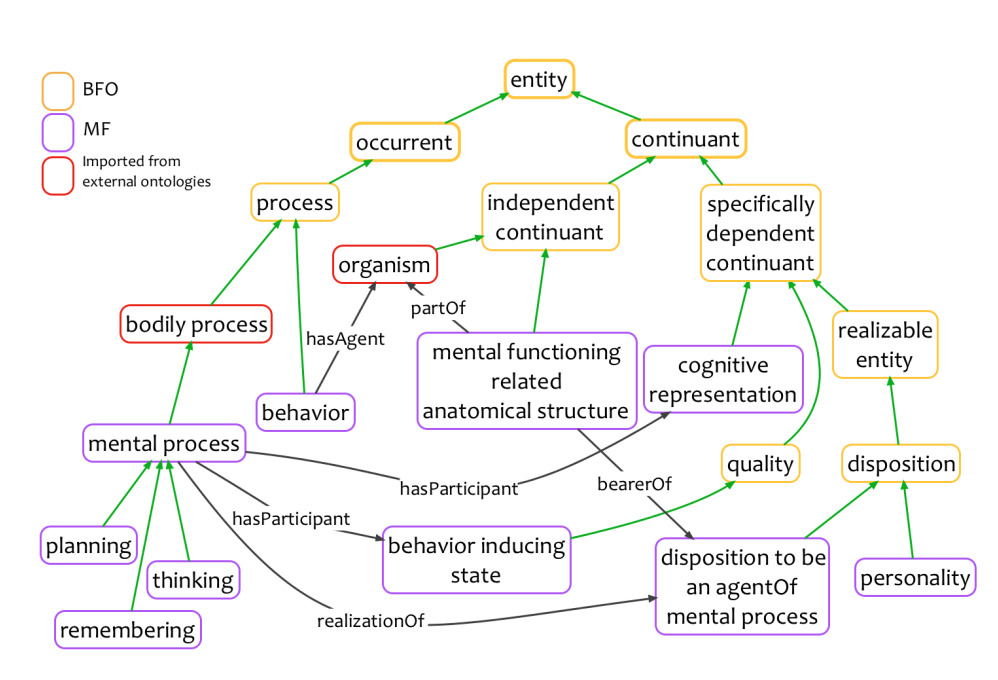 BFO
MF
Imported from
external ontologies
entity
occurrent
continuant
process
independent
continuant
specifically
dependent
continuant
organism
partOf
bodily process
hasAgent
mental functioning
related
anatomical structure
cognitive
representation
realizable
entity
behavior
mental process
hasParticipant
bearerOf
quality
disposition
hasParticipant
planning
thinking
remembering
behavior inducing
state
realizationOf
disposition to be
an agentOf
mental process
personality